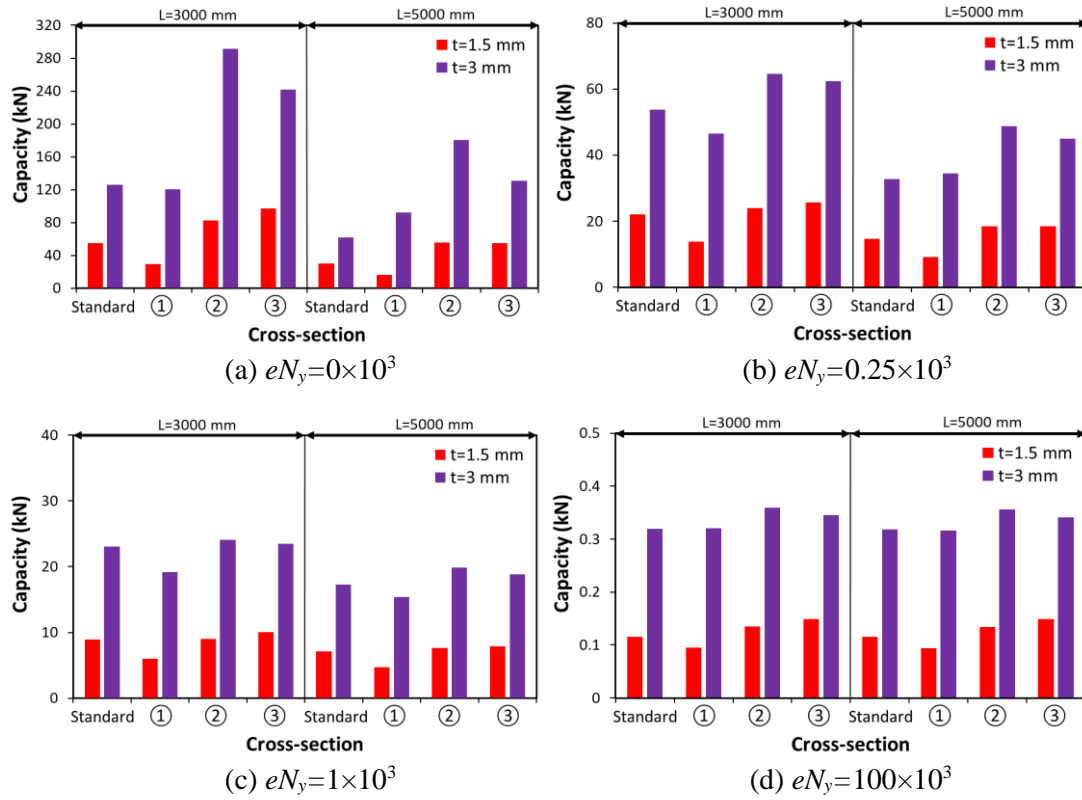 L=3000 mm L=5000 mm
320
280
240
200
160
120
80
40
0
Capacity (kN)
t=1.5 mm
t=3 mm
Standard ① ② ③ Standard ① ② ③
Cross-section
(a) eNy=0×10³
L=3000 mm L=5000 mm
80
60
40
20
0
Capacity (kN)
t=1.5 mm
t=3 mm
Standard ① ② ③ Standard ① ② ③
Cross-section
(b) eNy=0.25×10³
L=3000 mm L=5000 mm
40
30
20
10
0
Capacity (kN)
t=1.5 mm
t=3 mm
Standard ① ② ③ Standard ① ② ③
Cross-section
(c) eNy=1×10³
L=3000 mm L=5000 mm
0.5
0.4
0.3
0.2
0.1
0
Capacity (kN)
t=1.5 mm
t=3 mm
Standard ① ② ③ Standard ① ② ③
Cross-section
(d) eNy=100×10³